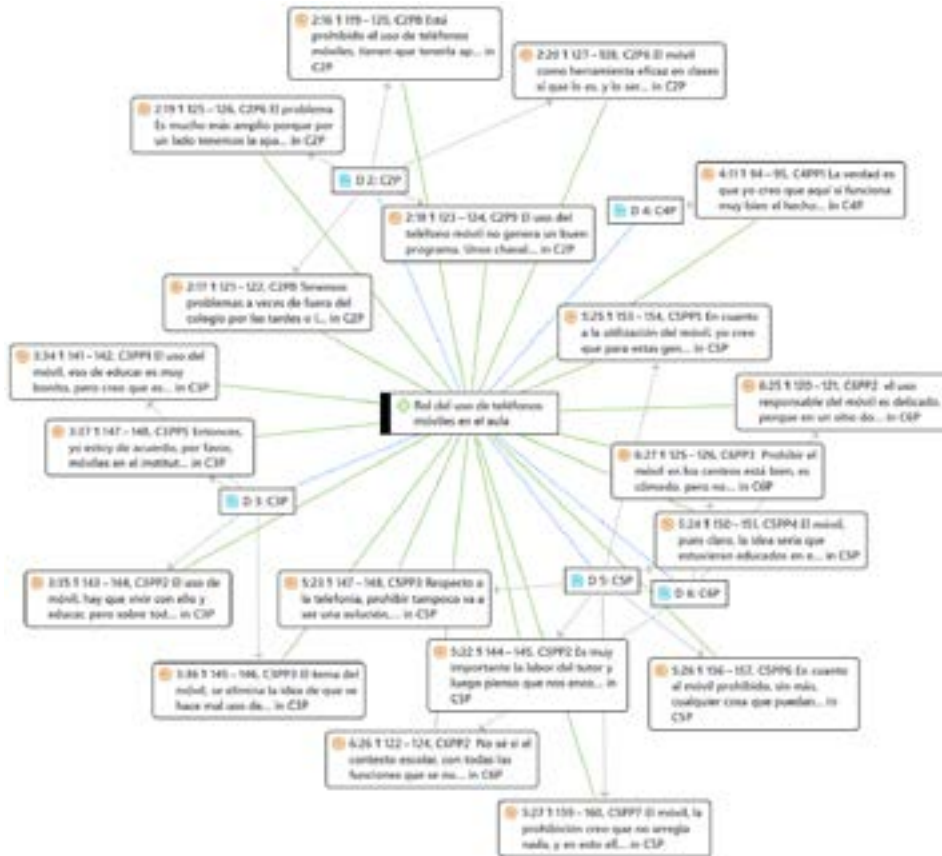 2:16 ¶ 119 – 120, C2P8 Está
prohibido el uso de teléfonos
móviles, tienen que tenerlo ap... in
C2P
2:20 ¶ 127 – 128, C2P6 El móvil
como herramienta eficaz en clases
sí que lo es, y lo ser... in C2P
2:19 ¶ 125 – 126, C2P6 El problema
Es mucho más amplio porque por
un lado tenemos la apa... in C2P
D 2: C2P
4:11 ¶ 94 – 95, C4PP1 La verdad es
que yo creo que aquí sí funciona
muy bien el hecho... in C4P
D 4: C4P
2:18 ¶ 123 – 124, C2P9 El uso del
teléfono móvil no genera un buen
programa. Unos chaval... in C2P
2:17 ¶ 121 – 122, C2P8 Tenemos
problemas a veces de fuera del
colegio por las tardes o l... in C2P
5:25 ¶ 153 – 154, C5PP5 En cuanto
a la utilización del móvil, yo creo
que para estas gen... in C5P
3:34 ¶ 141 – 142, C3PP4 El uso del
móvil, eso de educar es muy
bonito, pero creo que es... in C3P
6:25 ¶ 120 – 121, C6PP2 el uso
responsable del móvil es delicado,
porque en un sitio do... in C6P
Rol del uso de teléfonos
móviles en el aula
3:37 ¶ 147 – 148, C3PP5 Entonces,
yo estoy de acuerdo, por favor,
móviles en el institut... in C3P
6:27 ¶ 125 – 126, C6PP3 Prohibir el
móvil en los centros está bien, es
cómodo, pero no... in C6P
D 3: C3P
5:24 ¶ 150 – 151, C5PP4 El móvil,
pues claro, la idea sería que
estuvieran educados en e... in C5P
3:35 ¶ 143 – 144, C3PP2 El uso de
móvil, hay que vivir con ello y
educar, pero sobre tod... in C3P
5:23 ¶ 147 – 148, C5PP3 Respecto a
la telefonía, prohibir tampoco va a
ser una solución,... in C5P
D 5: C5P
D 6: C6P
3:36 ¶ 145 – 146, C3PP3 El tema del
móvil, se elimina la idea de que se
hace mal uso de... in C3P
5:22 ¶ 144 – 145, C5PP2 Es muy
importante la labor del tutor y
luego pienso que nos enco... in
C5P
5:26 ¶ 156 – 157, C5PP6 En cuanto
al móvil prohibido, sin más,
cualquier cosa que puedan... in
C5P
6:26 ¶ 122 – 124, C6PP2 No sé si el
contexto escolar, con todas las
funciones que se no... in C6P
5:27 ¶ 159 – 160, C5PP7 El móvil, la
prohibición creo que no arregla
nada, y en esto ... in C5P